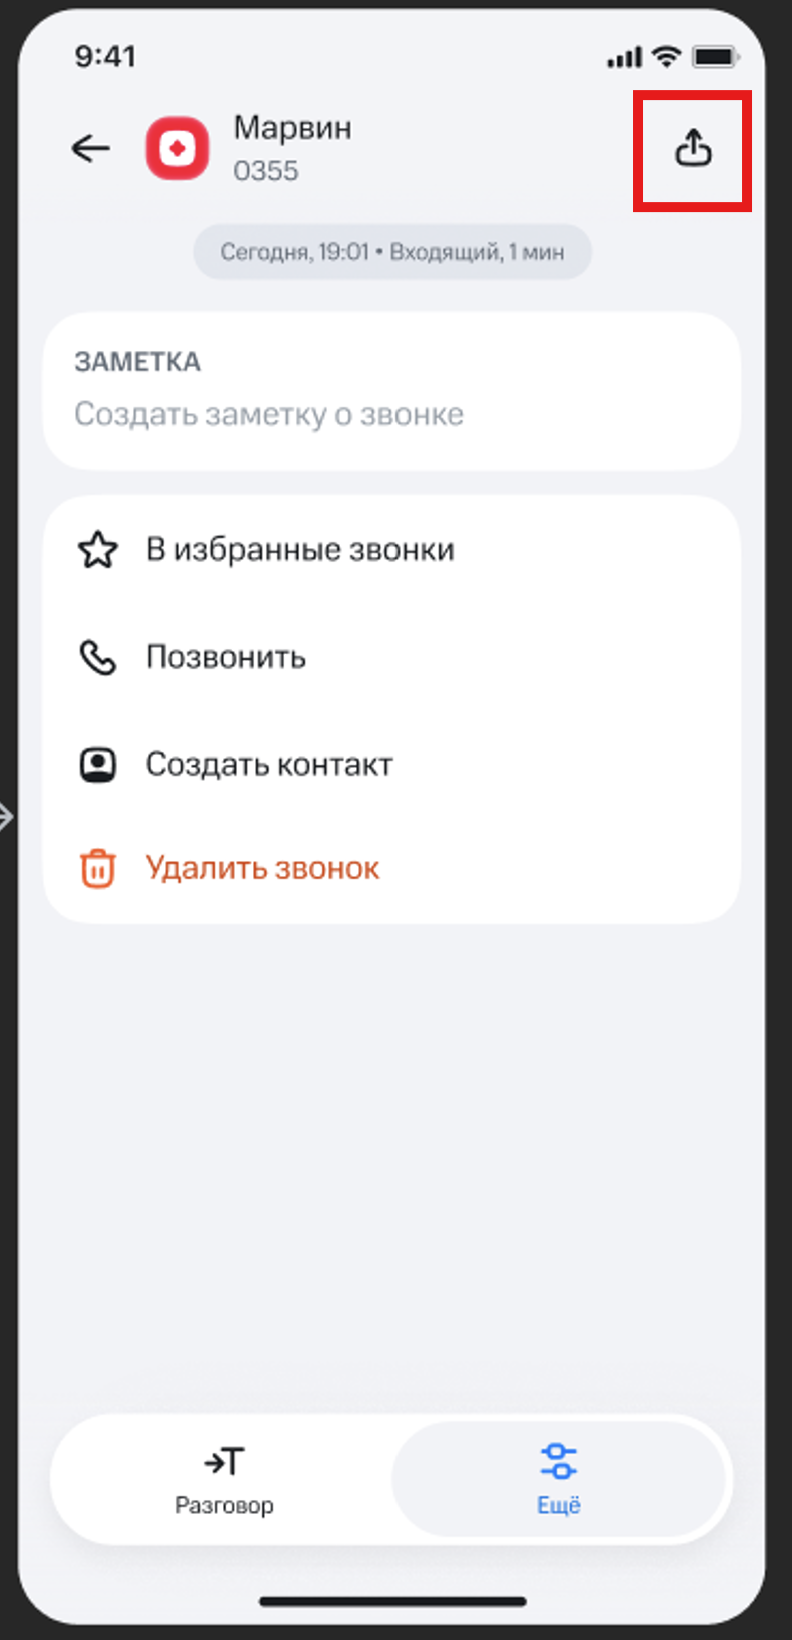 9:41
Марвин
0355
Сегодня, 19:01 • Входящий, 1 мин
ЗАМЕТКА
Создать заметку о звонке
В избранные звонки
Позвонить
Создать контакт
Удалить звонок
→T
Разговор
Ещё